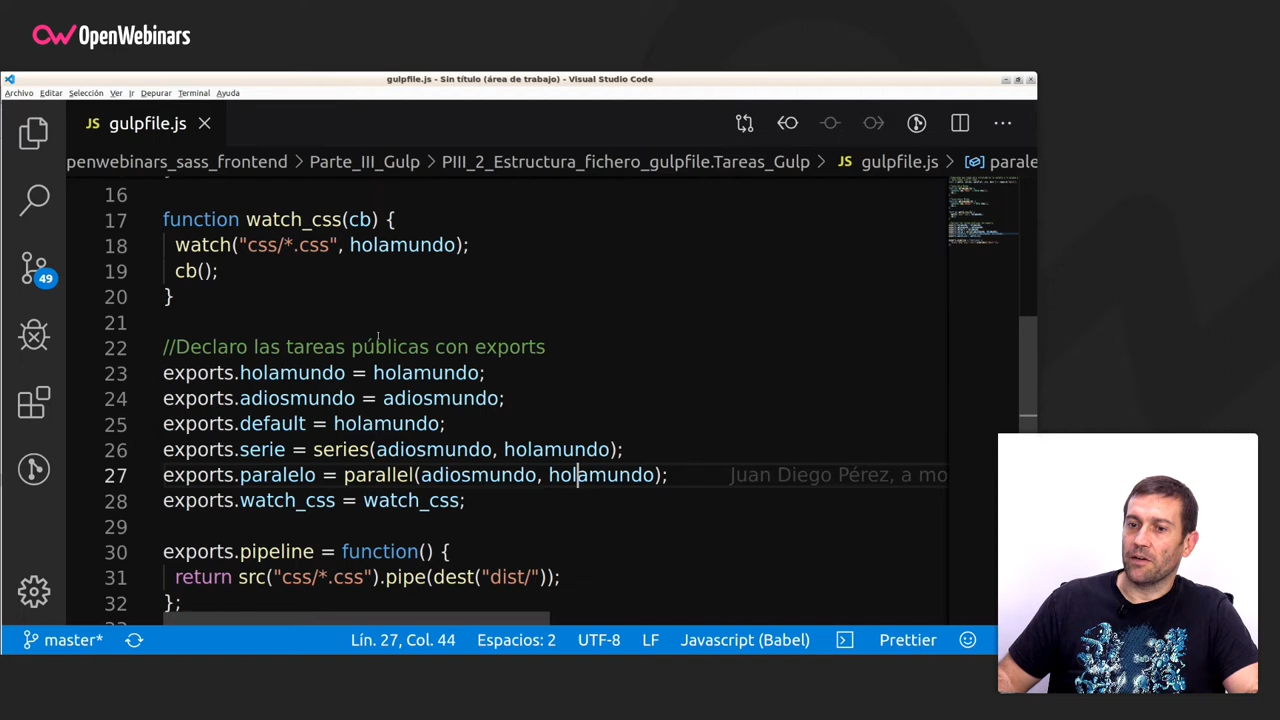 OpenWebinars
gulpfile.js - Sin título (área de trabajo) - Visual Studio Code
Archivo Editar Selección Ver Ir Depurar Terminal Ayuda
JS gulpfile.js
penwebinars_sass_frontend > Parte_III_Gulp > PIII_2_Estructura_fichero_gulpfile.Tareas_Gulp > JS gulpfile.js > parale
16
17 function watch_css(cb) {
18 watch("css/*.css", holamundo);
19 cb();
20 }
21
22 //Declaro las tareas públicas con exports
23 exports.holamundo = holamundo;
24 exports.adiosmundo = adiosmundo;
25 exports.default = holamundo;
26 exports.serie = series(adiosmundo, holamundo);
27 exports.paralelo = parallel(adiosmundo, holamundo); Juan Diego Pérez, a mo
28 exports.watch_css = watch_css;
29
30 exports.pipeline = function() {
31 return src("css/*.css").pipe(dest("dist/"));
32 };
49
master* Lín. 27, Col. 44 Espacios: 2 UTF-8 LF Javascript (Babel) Prettier